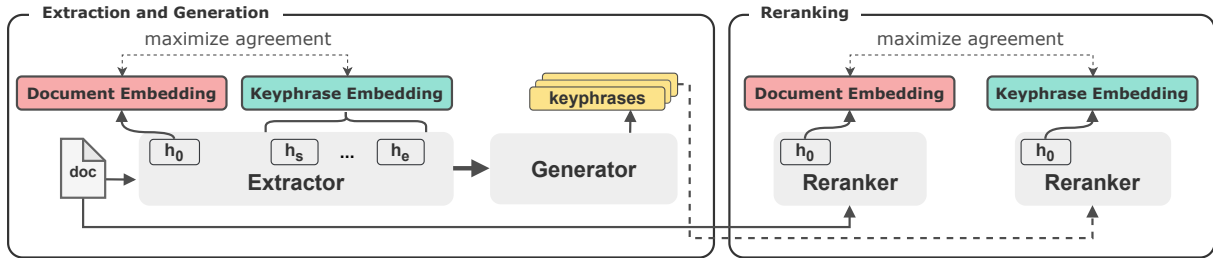 Extraction and Generation
maximize agreement
Document Embedding
Keyphrase Embedding
keyphrases
doc
h0
hs
...
he
Extractor
Generator
Reranking
maximize agreement
Document Embedding
Keyphrase Embedding
h0
Reranker
h0
Reranker